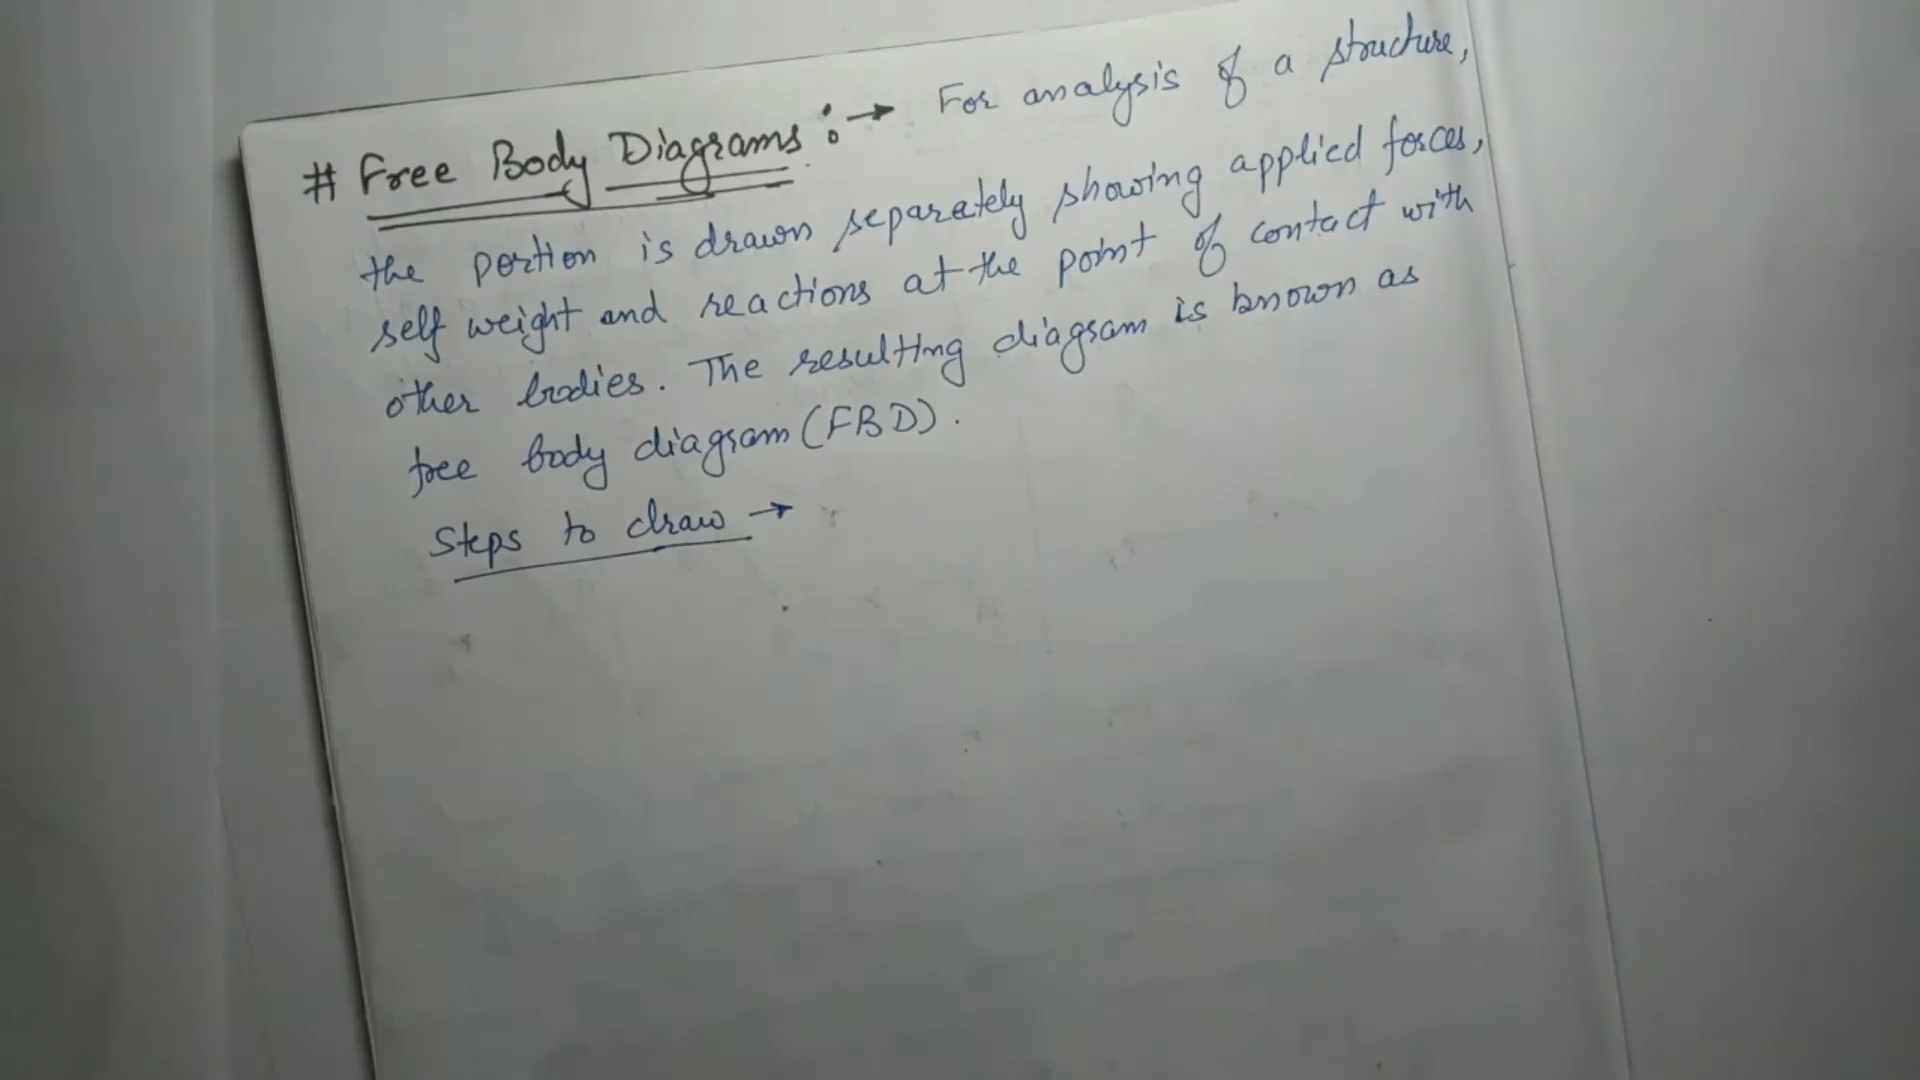 # Free Body Diagrams :→ For analysis of a structure,
the portion is drawn separately showing applied forces,
self weight and reactions at the point of contact with
other bodies. The resulting diagram is known as
free body diagram (FBD).
Steps to draw →